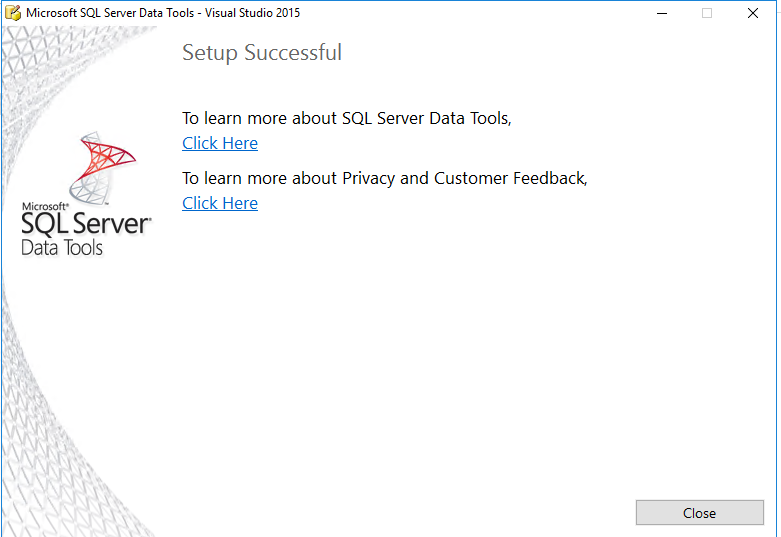 Microsoft SQL Server Data Tools - Visual Studio 2015
Setup Successful
To learn more about SQL Server Data Tools,
Click Here
To learn more about Privacy and Customer Feedback,
Click Here
Microsoft®
SQL Server®
Data Tools
Close